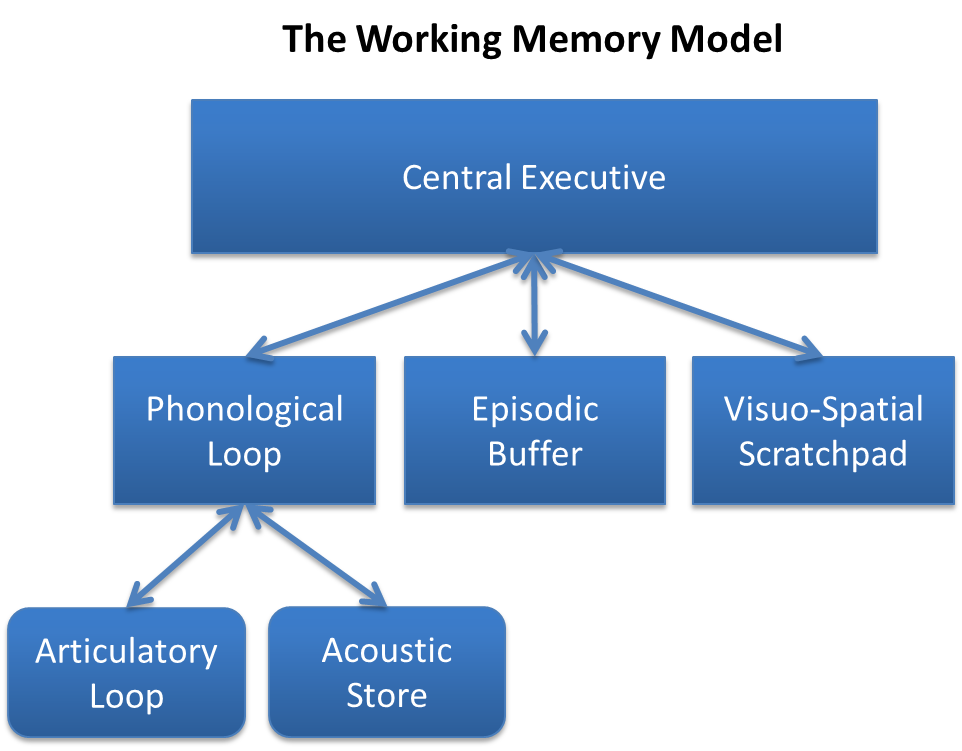 The Working Memory Model
Central Executive
Phonological
Loop
Episodic
Buffer
Visuo-Spatial
Scratchpad
Articulatory
Loop
Acoustic
Store